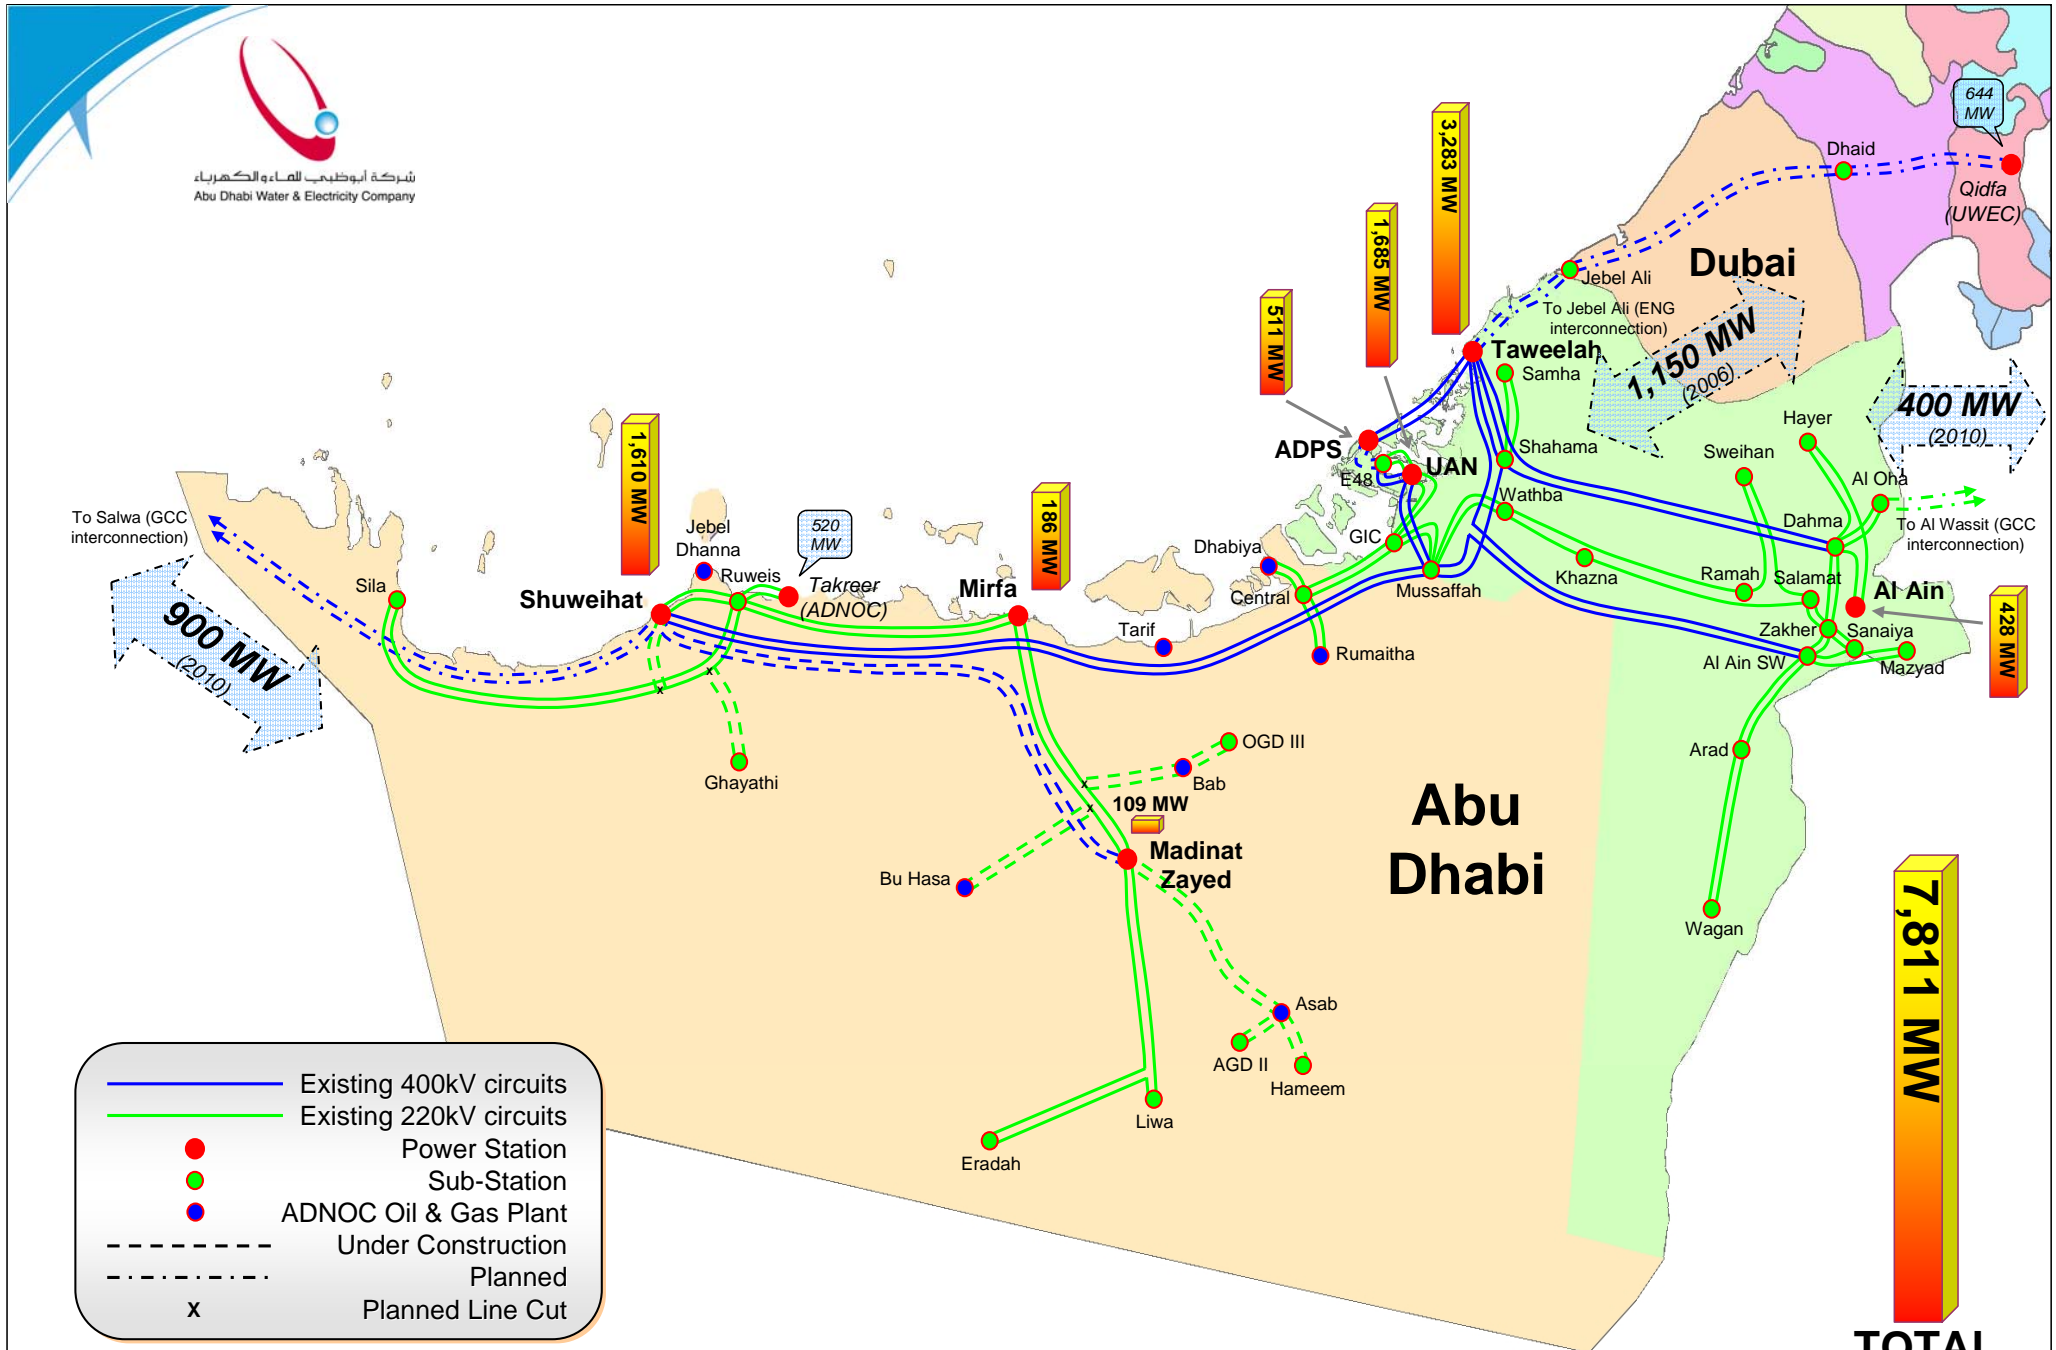 شركة أبوظبي للماء والكهرباء
Abu Dhabi Water & Electricity Company
644
MW
Dhaid
Qidfa
(UWEC)
3,283 MW
1,685 MW
511 MW
Dubai
Jebel Ali
To Jebel Ali (ENG
interconnection)
1,150 MW
(2006)
Taweelah
Samha
400 MW
(2010)
Hayer
ADPS
UAN
E48
Shahama
Sweihan
Al Oha
Wathba
1,610 MW
186 MW
To Salwa (GCC
interconnection)
Jebel
Dhanna
520
MW
Dhabiya
GIC
Dahma
To Al Wassit (GCC
interconnection)
Sila
Ruweis
Takreer
(ADNOC)
Shuweihat
Mirfa
Central
Mussaffah
Khazna
Ramah
Salamat
Al Ain
428 MW
Tarif
Rumaitha
Zakher
Sanaiya
Al Ain SW
Mazyad
900 MW
(2010)
OGD III
Bab
Ghayathi
109 MW
Arad
Abu
Dhabi
Madinat
Zayed
Bu Hasa
Wagan
7,811 MW
Asab
AGD II
Hameem
Liwa
Eradah
Existing 400kV circuits
Existing 220kV circuits
Power Station
Sub-Station
ADNOC Oil & Gas Plant
Under Construction
Planned
x Planned Line Cut
TOTAL